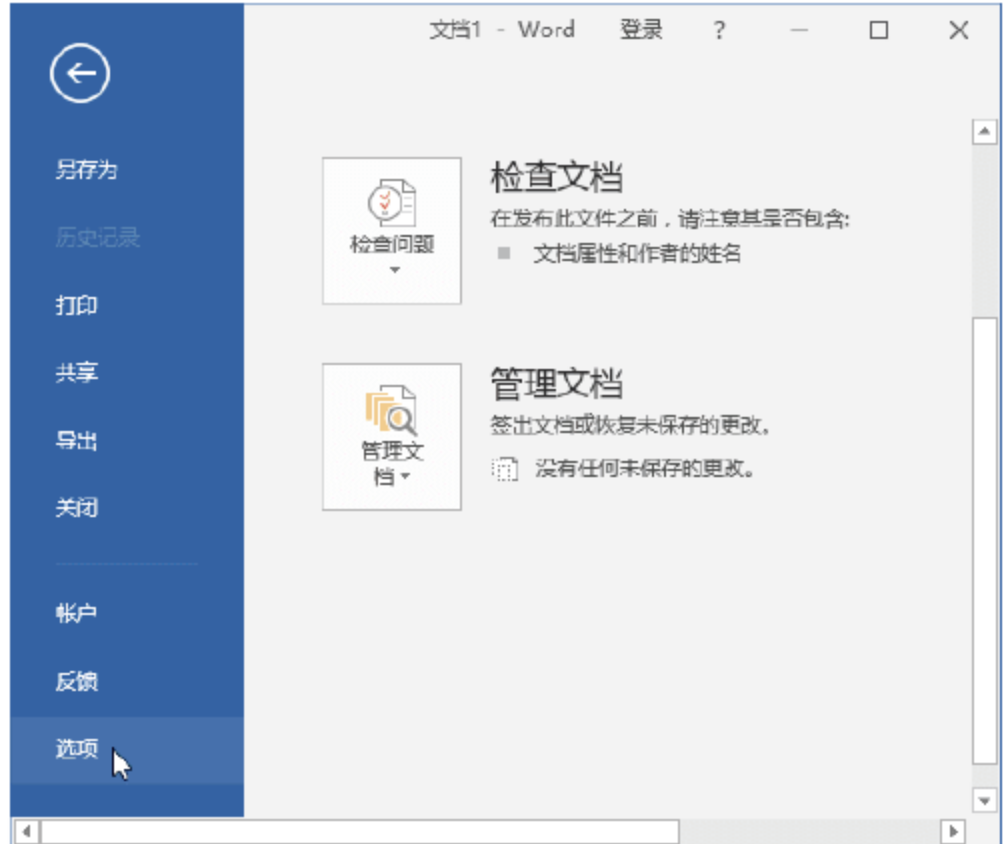 文档1 - Word 登录 ?
另存为
历史记录
打印
共享
导出
关闭
帐户
反馈
选项
检查问题
检查文档
在发布此文件之前，请注意其是否包含:
文档属性和作者的姓名
管理文
档
管理文档
签出文档或恢复未保存的更改。
没有任何未保存的更改。